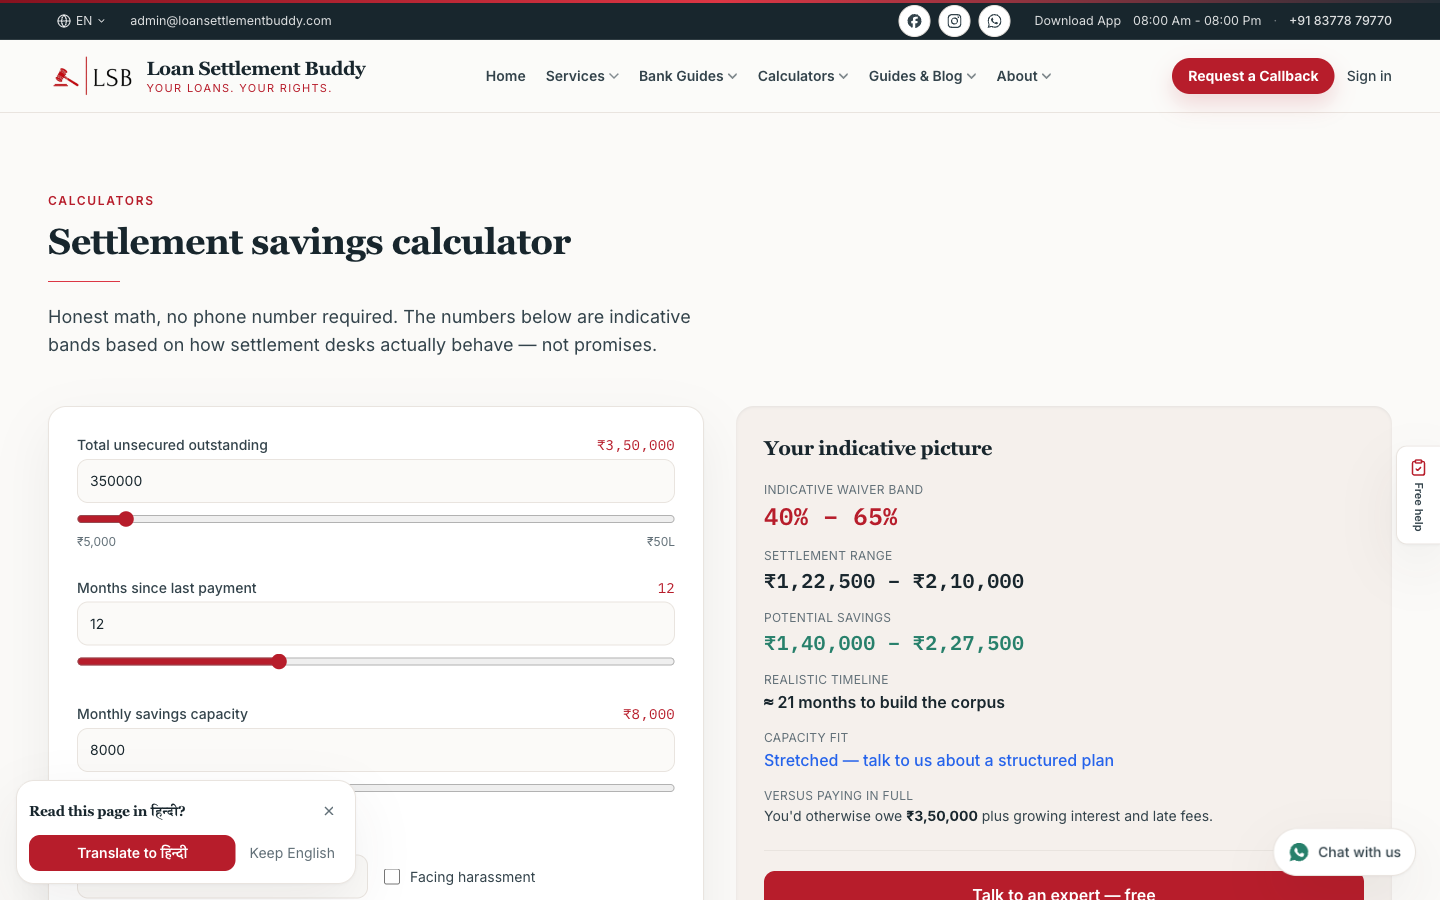 EN
admin@loansettlementbuddy.com
Download App
08:00 Am - 08:00 Pm
·
+91 83778 79770
LSB
Loan Settlement Buddy
YOUR LOANS. YOUR RIGHTS.
Home
Services
Bank Guides
Calculators
Guides & Blog
About
Request a Callback
Sign in
CALCULATORS
Settlement savings calculator
Honest math, no phone number required. The numbers below are indicative
bands based on how settlement desks actually behave — not promises.
Total unsecured outstanding
₹3,50,000
350000
₹5,000
₹50L
Months since last payment
12
12
Monthly savings capacity
₹8,000
8000
Facing harassment
Your indicative picture
INDICATIVE WAIVER BAND
40% – 65%
SETTLEMENT RANGE
₹1,22,500 – ₹2,10,000
POTENTIAL SAVINGS
₹1,40,000 – ₹2,27,500
REALISTIC TIMELINE
≈ 21 months to build the corpus
CAPACITY FIT
Stretched — talk to us about a structured plan
VERSUS PAYING IN FULL
You'd otherwise owe ₹3,50,000 plus growing interest and late fees.
Talk to an expert — free
Free help
Read this page in हिन्दी?
×
Translate to हिन्दी
Keep English
Chat with us